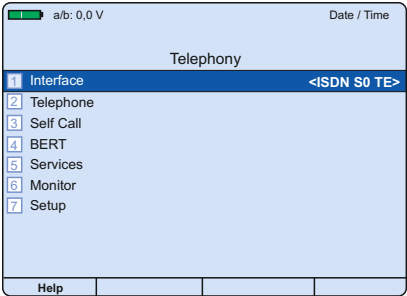 a/b: 0,0 V Date / Time
Telephony
1 Interface <ISDN S0 TE>
2 Telephone
3 Self Call
4 BERT
5 Services
6 Monitor
7 Setup
Help